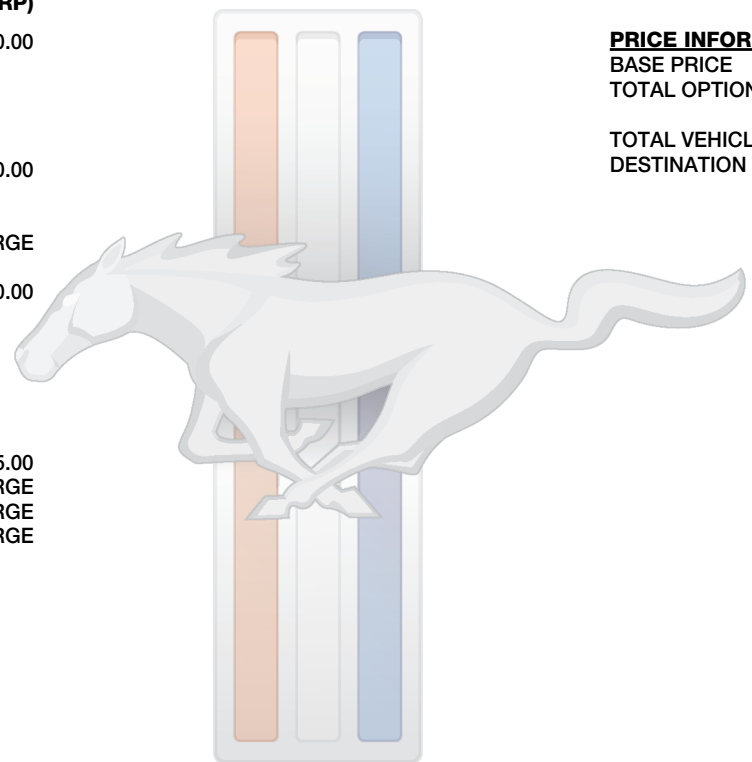 RP)
0.00
0.00
RGE
0.00
5.00
RGE
RGE
RGE
PRICE INFOR
BASE PRICE
TOTAL OPTION
TOTAL VEHICL
DESTINATION